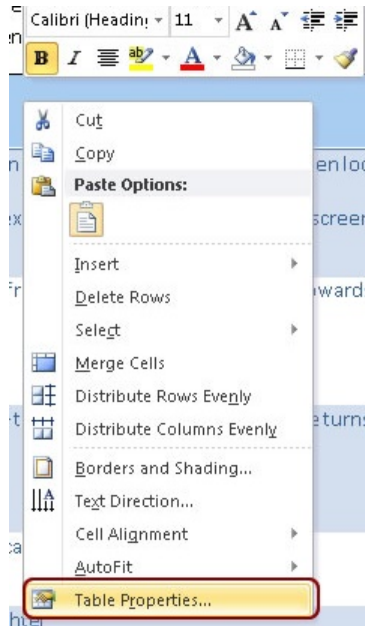 Calibri (Headin 11 A A
B I ab A
Cut
Copy
Paste Options:
Insert
Delete Rows
Select
Merge Cells
Distribute Rows Evenly
Distribute Columns Evenly
Borders and Shading...
Text Direction...
Cell Alignment
AutoFit
Table Properties...